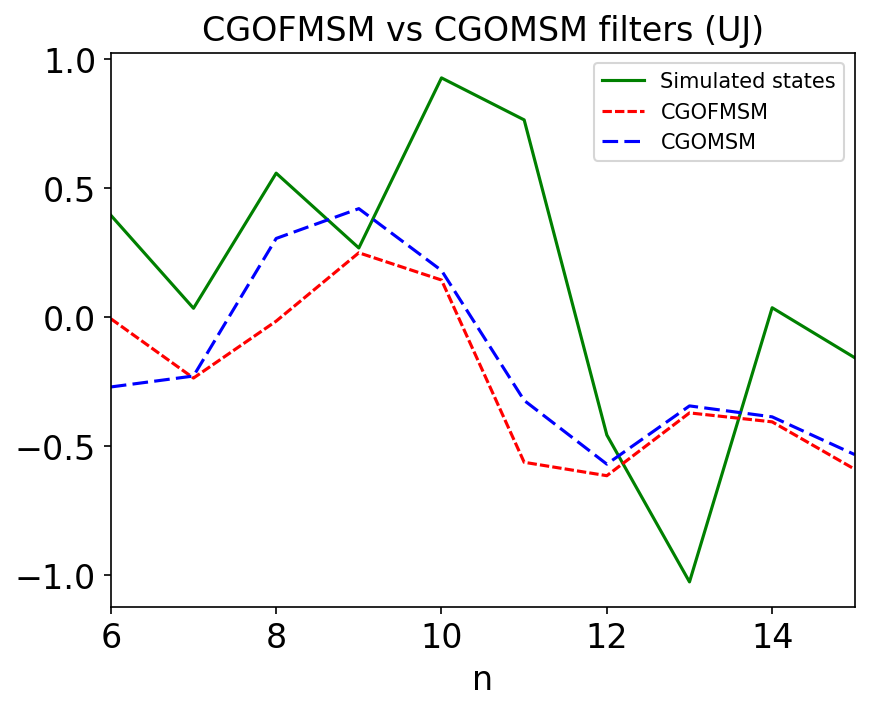 CGOFMSM vs CGOMSM filters (UJ)
Simulated states
CGOFMSM
CGOMSM
1.0
0.5
0.0
−0.5
−1.0
6 8 10 12 14
n